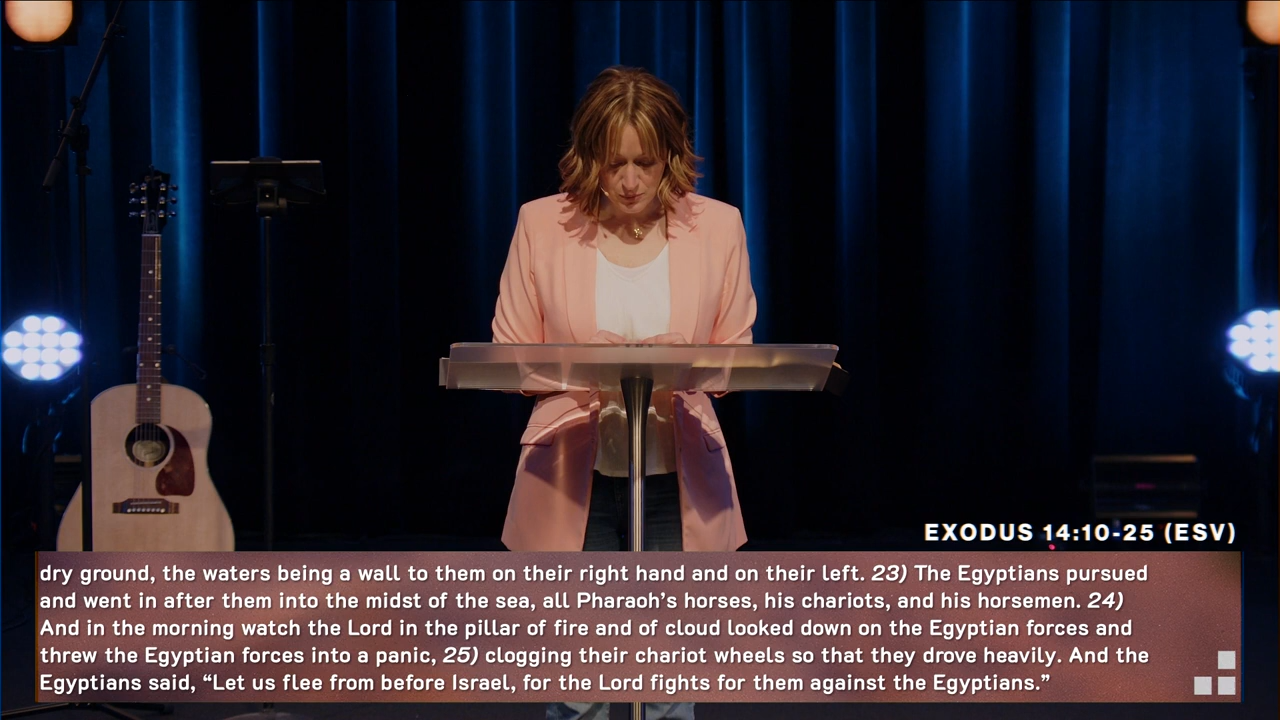 EXODUS 14:10-25 (ESV)
dry ground, the waters being a wall to them on their right hand and on their left. 23) The Egyptians pursued
and went in after them into the midst of the sea, all Pharaoh’s horses, his chariots, and his horsemen. 24)
And in the morning watch the Lord in the pillar of fire and of cloud looked down on the Egyptian forces and
threw the Egyptian forces into a panic, 25) clogging their chariot wheels so that they drove heavily. And the
Egyptians said, “Let us flee from before Israel, for the Lord fights for them against the Egyptians.”